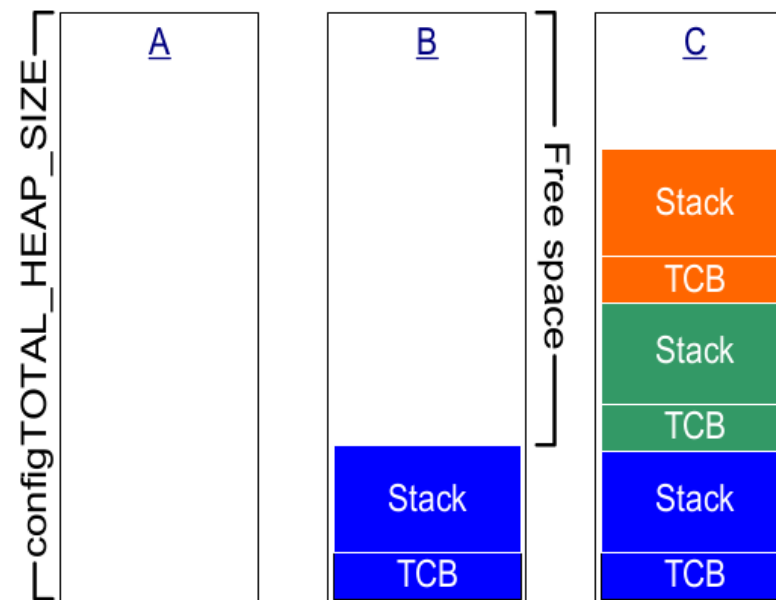 configTOTAL_HEAP_SIZE
A
B
Stack
TCB
Free space
C
Stack
TCB
Stack
TCB
Stack
TCB